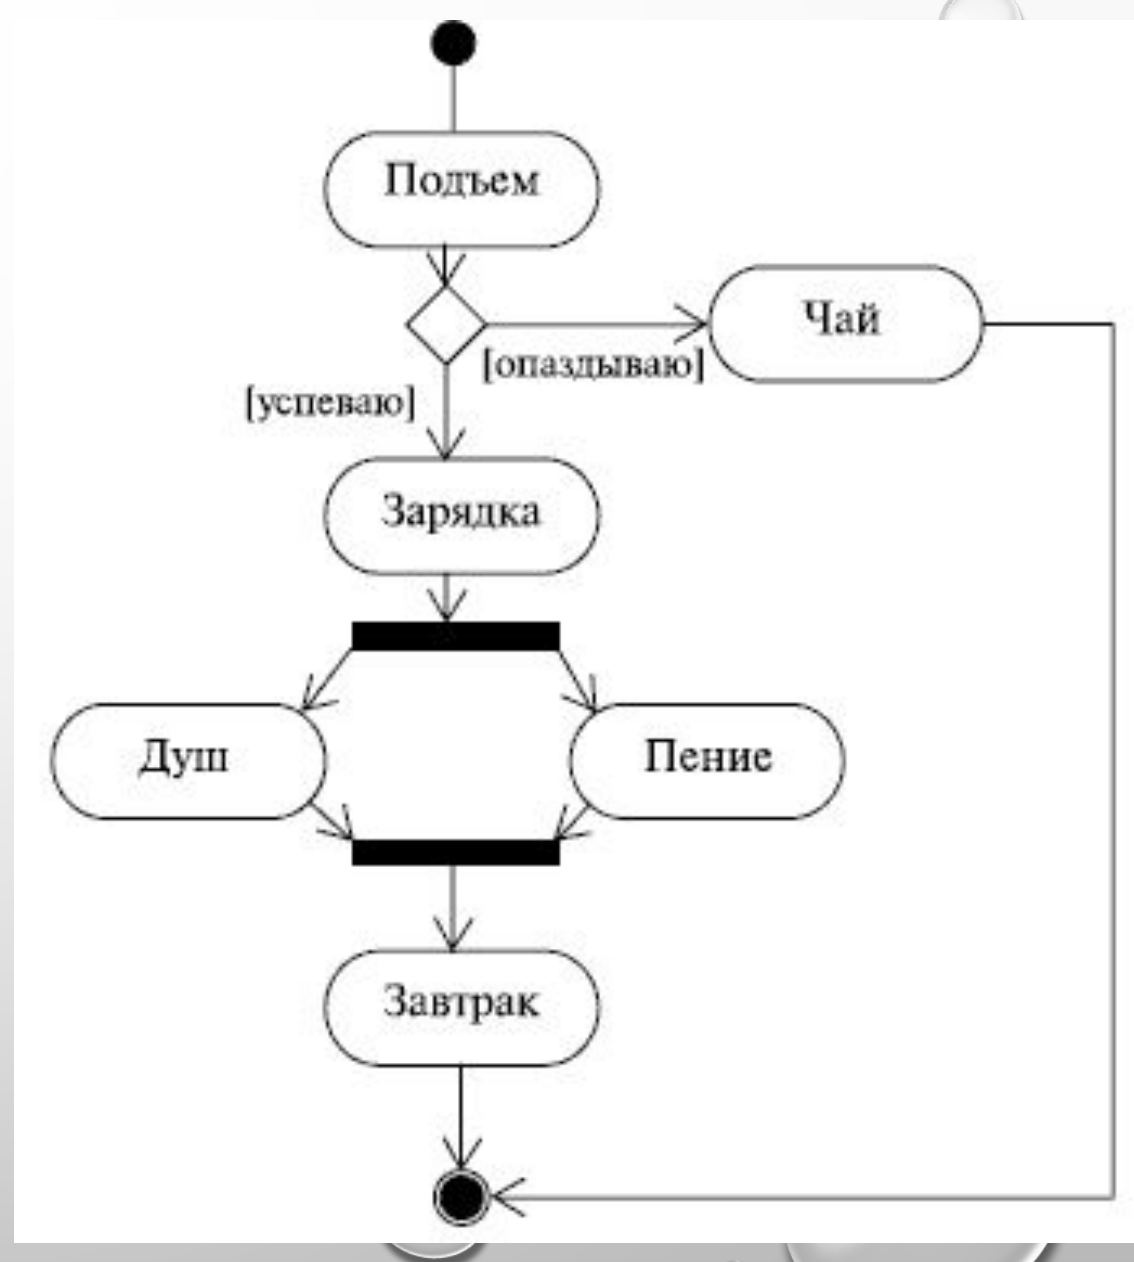 Подъем
Чай
[опаздываю]
[успеваю]
Зарядка
Душ
Пение
Завтрак